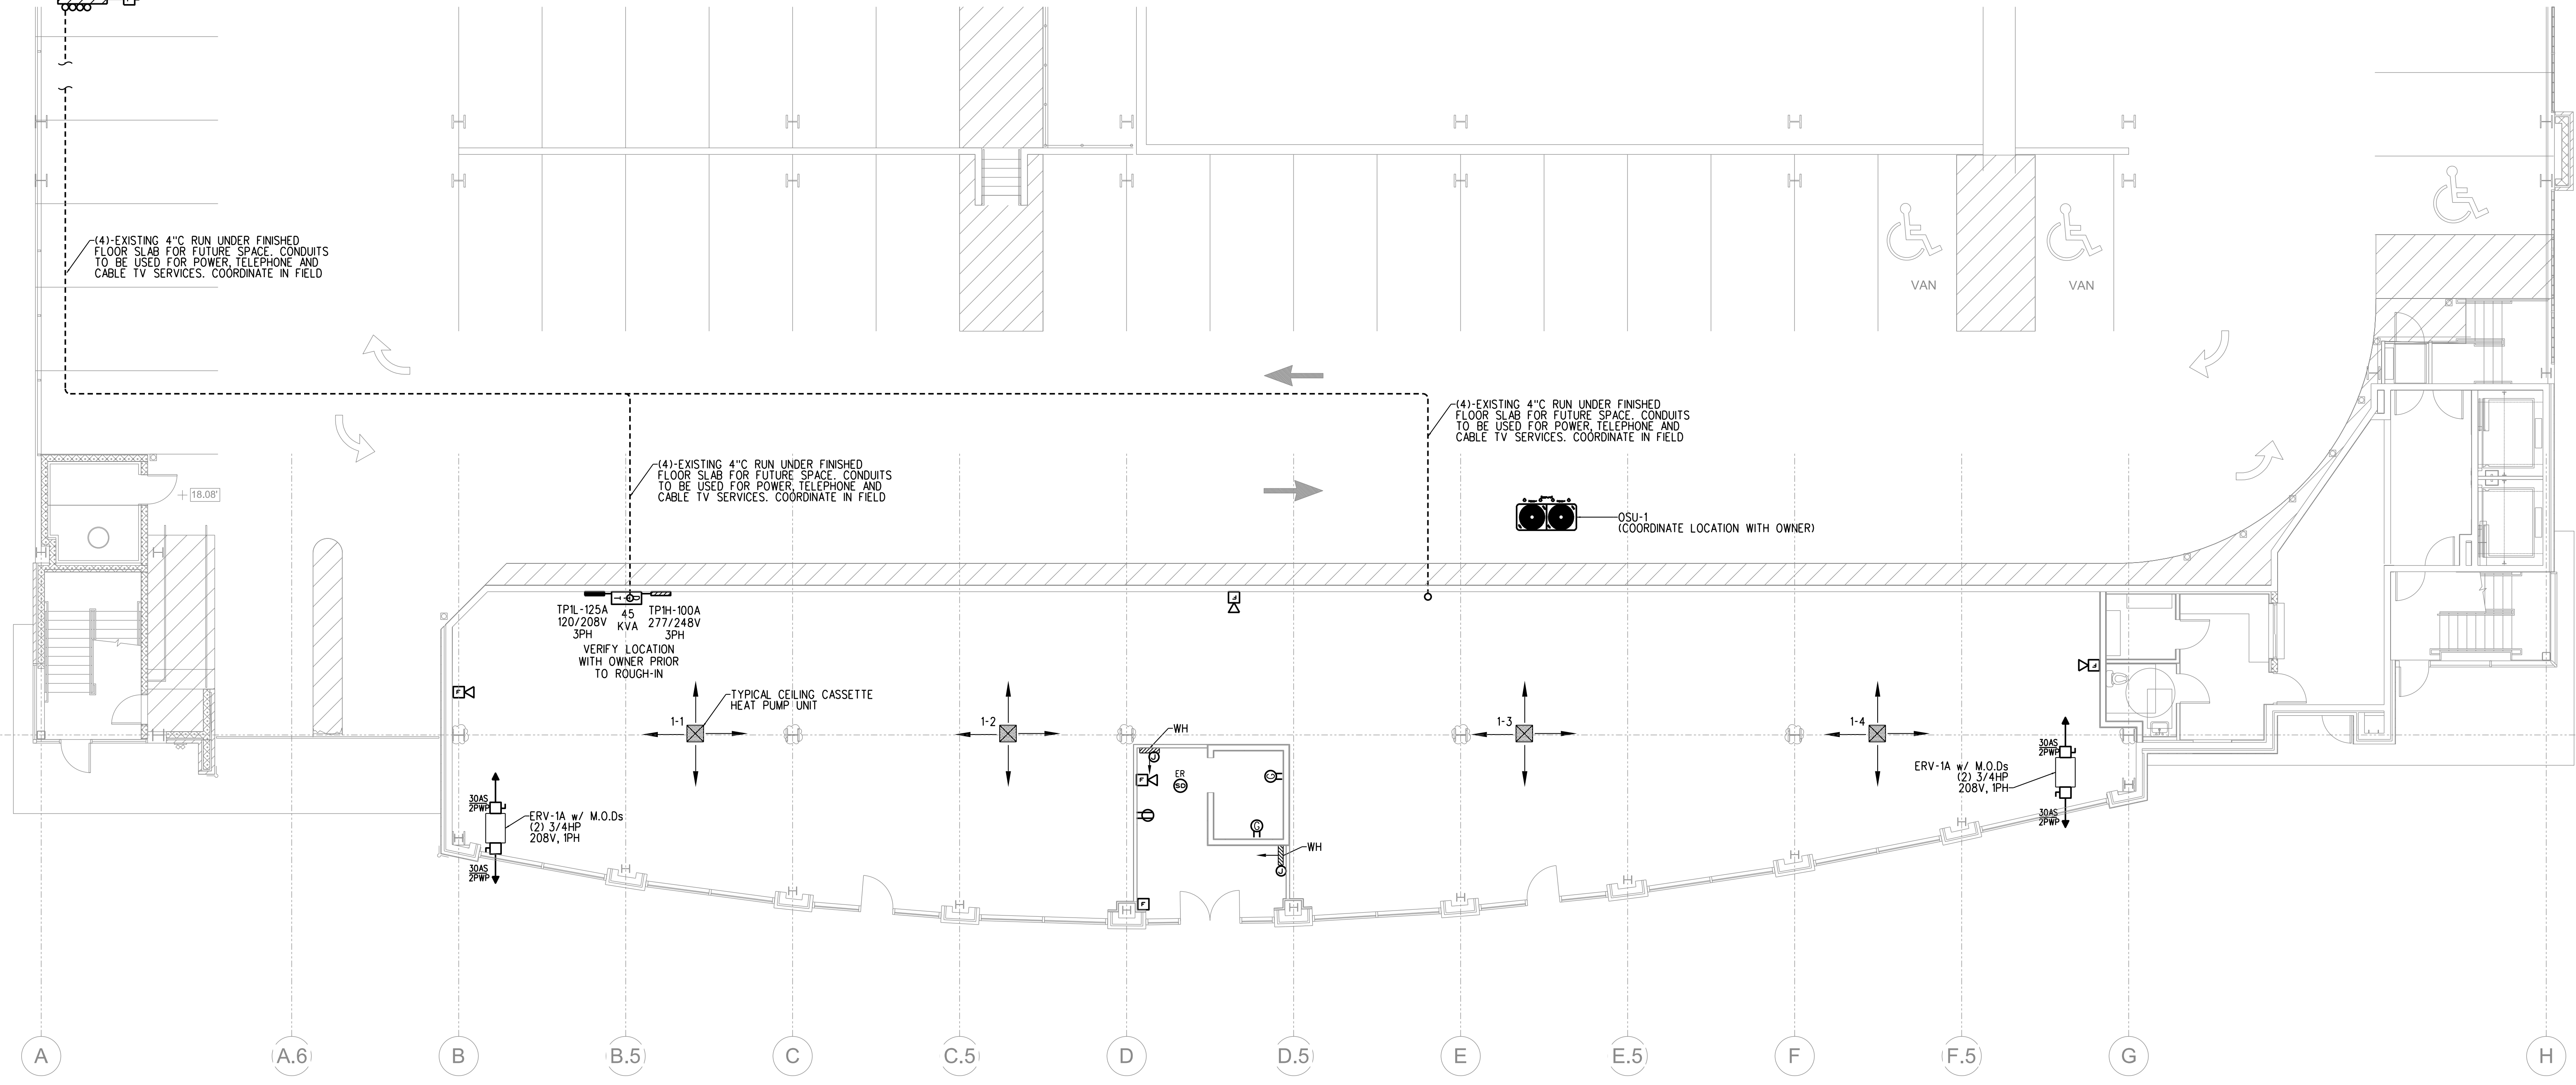 (4)-EXISTING 4"C RUN UNDER FINISHED
FLOOR SLAB FOR FUTURE SPACE. CONDUITS
TO BE USED FOR POWER, TELEPHONE AND
CABLE TV SERVICES. COORDINATE IN FIELD
VAN
VAN
(4)-EXISTING 4"C RUN UNDER FINISHED
FLOOR SLAB FOR FUTURE SPACE. CONDUITS
TO BE USED FOR POWER, TELEPHONE AND
CABLE TV SERVICES. COORDINATE IN FIELD
(4)-EXISTING 4"C RUN UNDER FINISHED
FLOOR SLAB FOR FUTURE SPACE. CONDUITS
TO BE USED FOR POWER, TELEPHONE AND
CABLE TV SERVICES. COORDINATE IN FIELD
18.08'
OSU-1
(COORDINATE LOCATION WITH OWNER)
TP1L-125A
120/208V
3PH
T
45
KVA
TP1H-100A
277/248V
3PH
VERIFY LOCATION
WITH OWNER PRIOR
TO ROUGH-IN
F
F
F
TYPICAL CEILING CASSETTE
HEAT PUMP UNIT
1-1
1-2
1-3
1-4
WH
J
F
ER
SD
G
G
WH
J
F
30AS
2PWP
ERV-1A w/ M.O.Ds
(2) 3/4HP
208V, 1PH
30AS
2PWP
30AS
2PWP
ERV-1A w/ M.O.Ds
(2) 3/4HP
208V, 1PH
30AS
2PWP
A
A.6
B
B.5
C
C.5
D
D.5
E
E.5
F
F.5
G
H